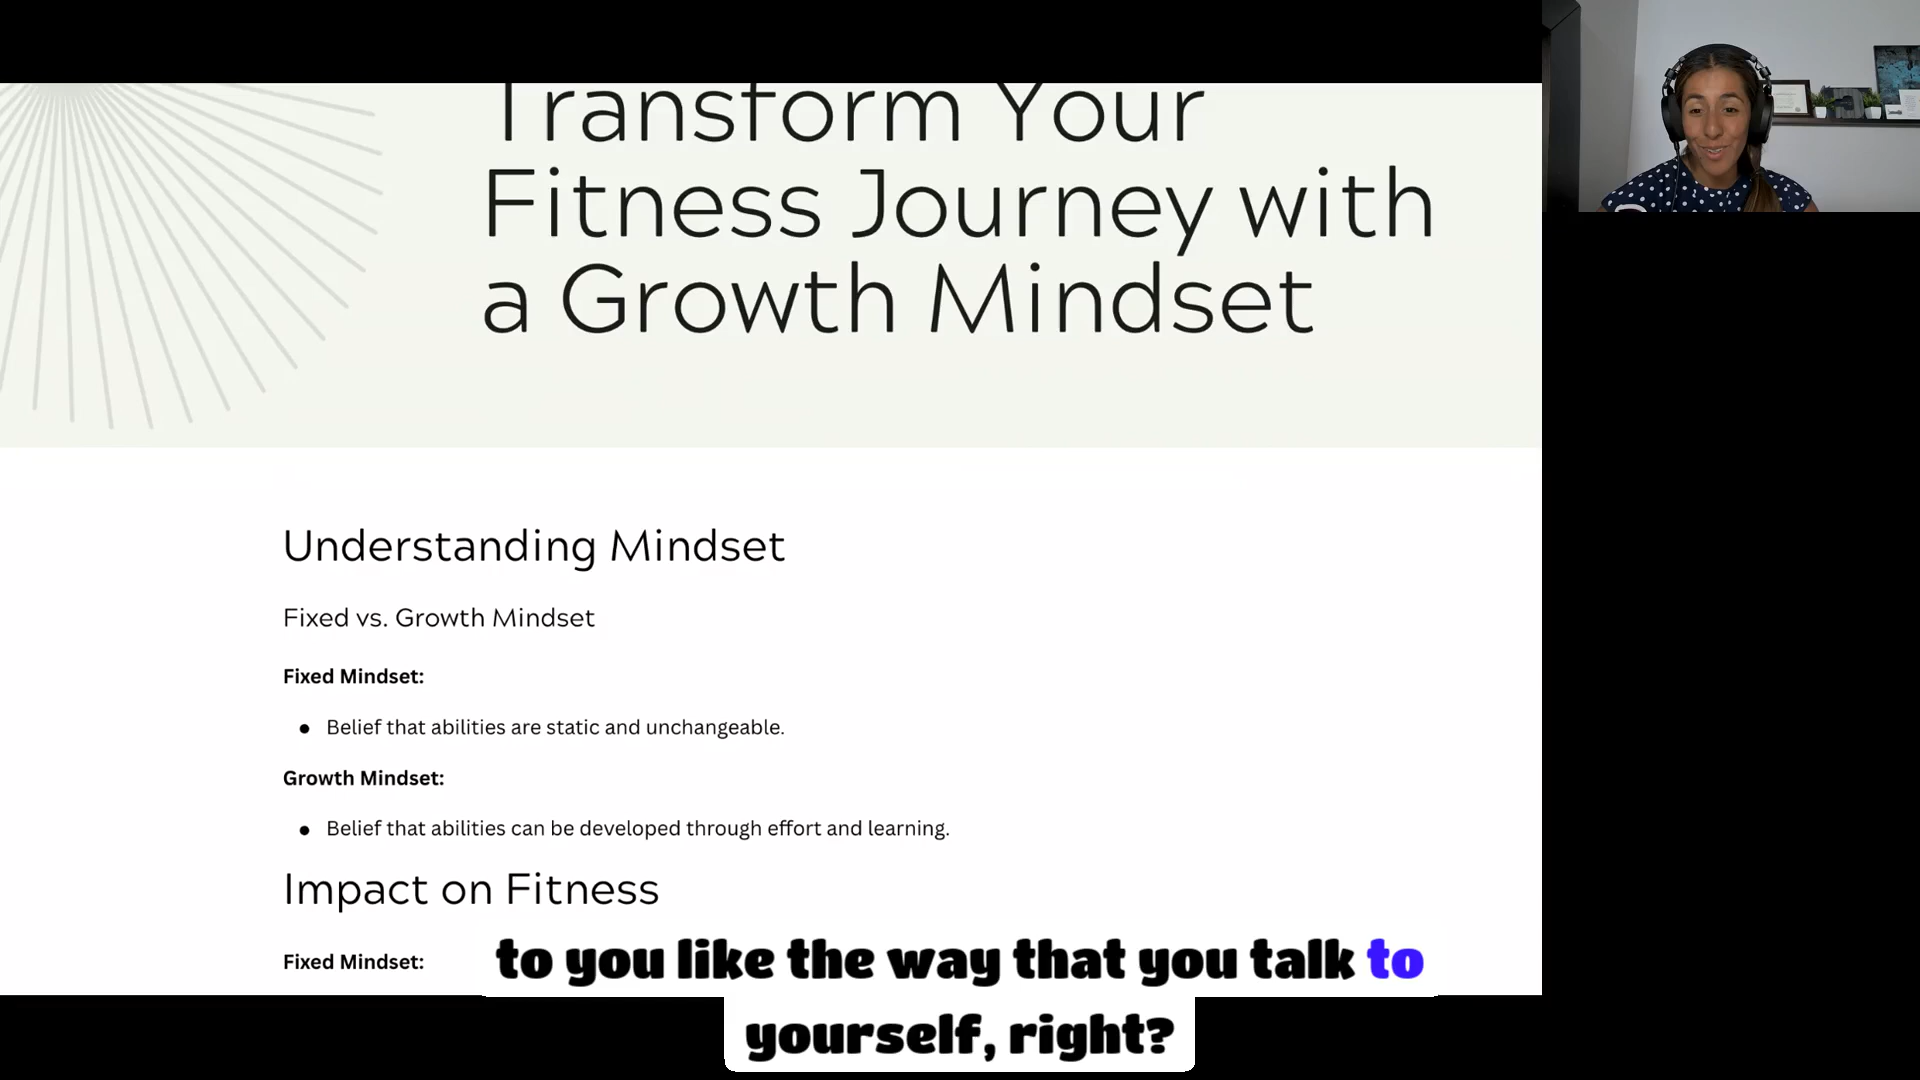 Transform Your
Fitness Journey with
a Growth Mindset
Understanding Mindset
Fixed vs. Growth Mindset
Fixed Mindset:
● Belief that abilities are static and unchangeable.
Growth Mindset:
● Belief that abilities can be developed through effort and learning.
Impact on Fitness
Fixed Mindset:
to you like the way that you talk to
yourself, right?